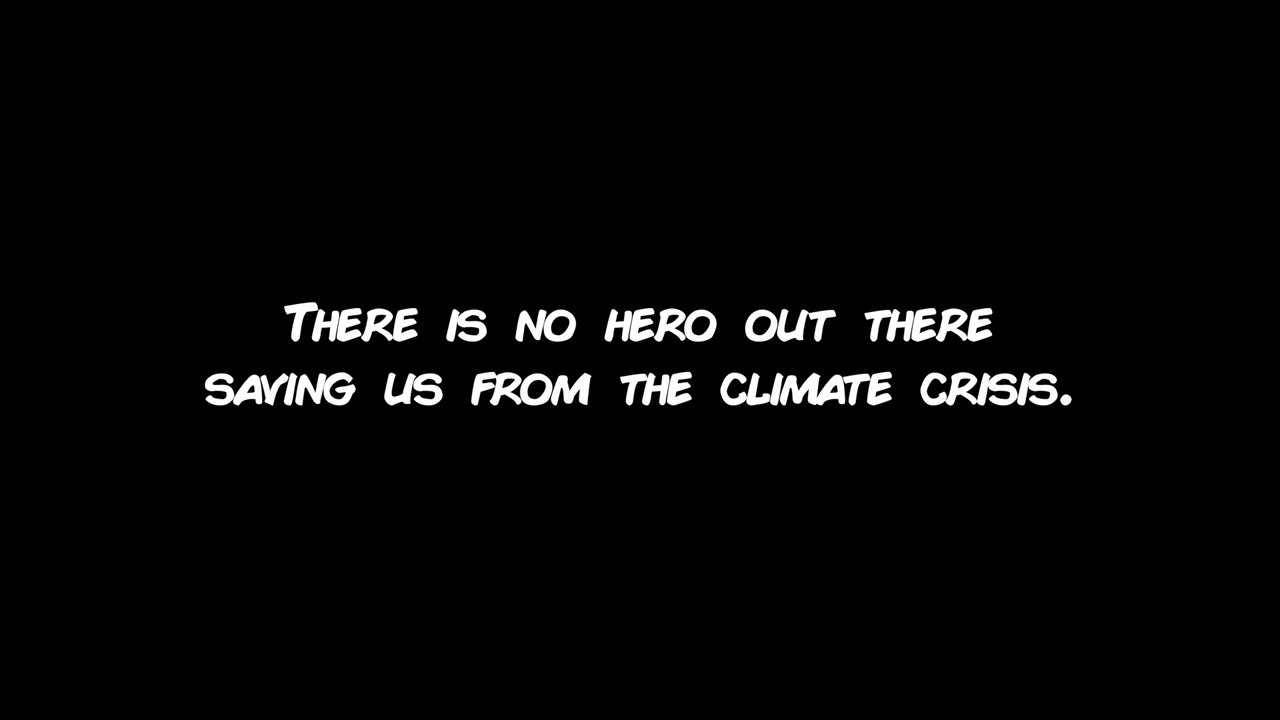 There is no hero out there
saving us from the climate crisis.